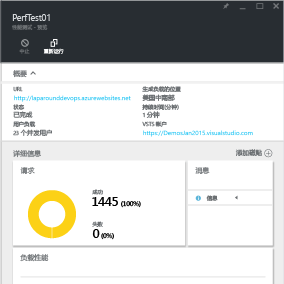 PerfTest01
性能测试 - 预览
中止
重新运行
概要
URL
http://laparounddevops.azurewebsites.net
生成负载的位置
美国中南部
状态
已完成
持续时间(分钟)
1 分钟
用户负载
23 个并发用户
VSTS 帐户
https://DemosJan2015.visualstudio.com
详细信息
添加磁贴
请求
成功
1445 (100%)
失败
0 (0%)
消息
信息
负载性能